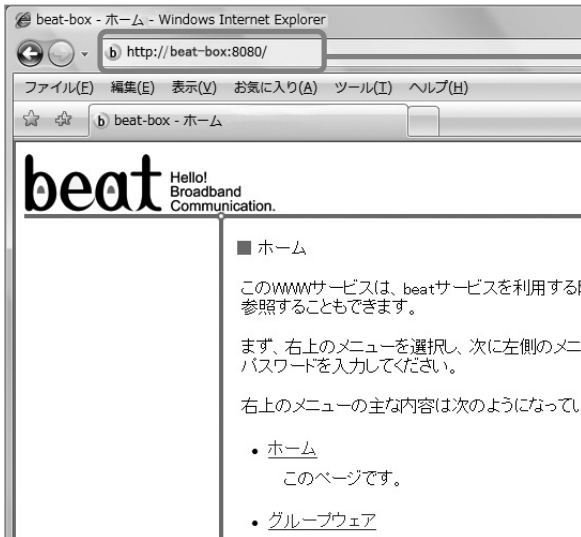 beat-box - ホーム - Windows Internet Explorer
http://beat-box:8080/
ファイル(F) 編集(E) 表示(V) お気に入り(A) ツール(T) ヘルプ(H)
beat-box - ホーム
beat Hello!
Broadband
Communication.
■ ホーム
このWWWサービスは、beatサービスを利用する
参照することもできます。
まず、右上のメニューを選択し、次に左側のメニ
パスワードを入力してください。
右上のメニューの主な内容は次のようになってい
• ホーム
このページです。
• グループウェア